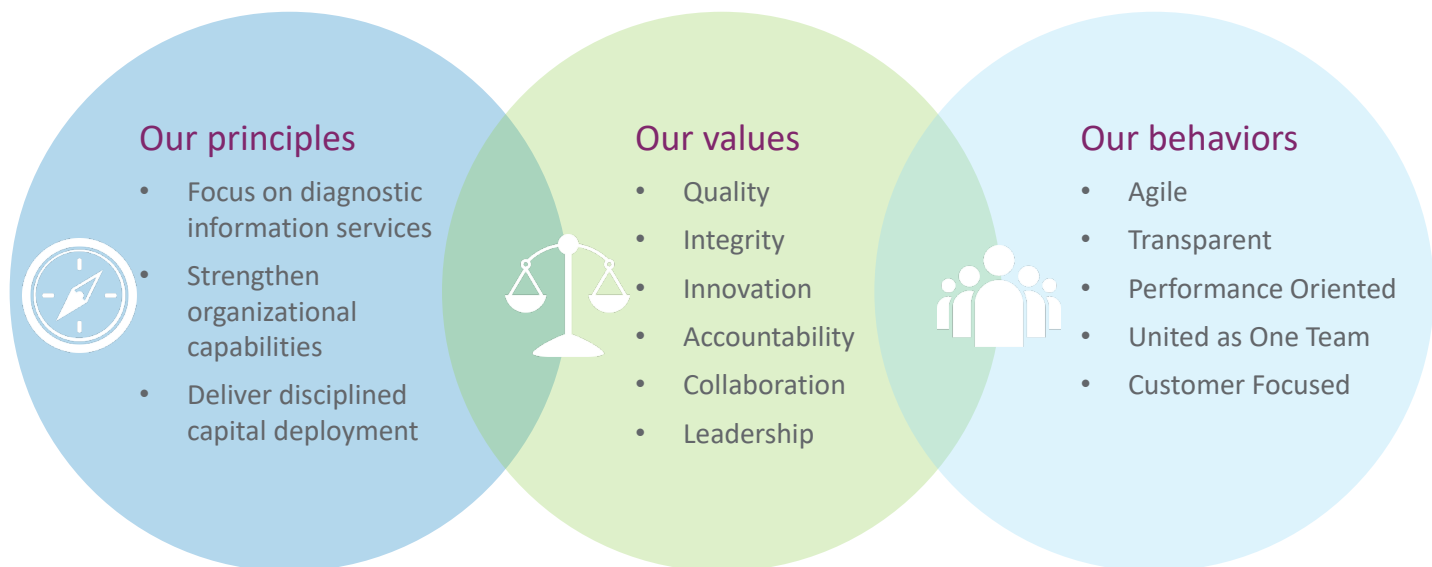 Our principles
• Focus on diagnostic
information services
• Strengthen
organizational
capabilities
• Deliver disciplined
capital deployment
Our values
• Quality
• Integrity
• Innovation
• Accountability
• Collaboration
• Leadership
Our behaviors
• Agile
• Transparent
• Performance Oriented
• United as One Team
• Customer Focused